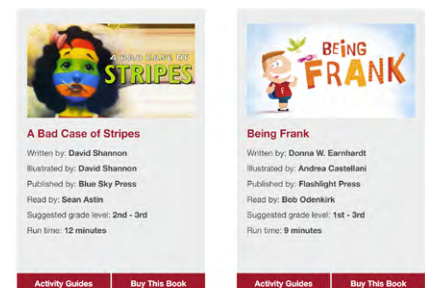 A BAD CASE OF
STRIPES
A Bad Case of Stripes
Written by: David Shannon
Illustrated by: David Shannon
Published by: Blue Sky Press
Read by: Sean Astin
Suggested grade level: 2nd - 3rd
Run time: 12 minutes
Activity Guides
Buy This Book
BEiNG
FRANK
Being Frank
Written by: Donna W. Earnhardt
Illustrated by: Andrea Castellani
Published by: Flashlight Press
Read by: Bob Odenkirk
Suggested grade level: 1st - 3rd
Run time: 9 minutes
Activity Guides
Buy This Book